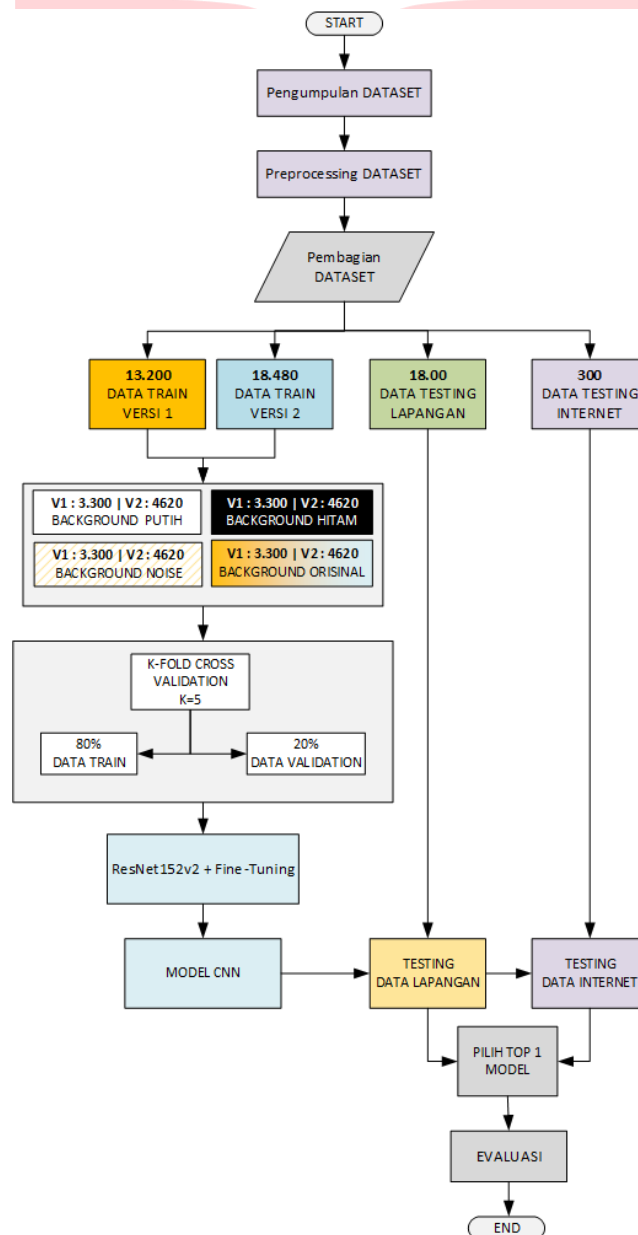 START
Pengumpulan DATASET
Preprocessing DATASET
Pembagian
DATASET
13.200
DATA TRAIN
VERSI 1
18.480
DATA TRAIN
VERSI 2
18.00
DATA TESTING
LAPANGAN
300
DATA TESTING
INTERNET
V1 : 3.300 | V2 : 4620
BACKGROUND PUTIH
V1 : 3.300 | V2 : 4620
BACKGROUND HITAM
V1 : 3.300 | V2 : 4620
BACKGROUND NOISE
V1 : 3.300 | V2 : 4620
BACKGROUND ORISINAL
K-FOLD CROSS
VALIDATION
K=5
80%
DATA TRAIN
20%
DATA VALIDATION
ResNet152v2 + Fine-Tuning
MODEL CNN
TESTING
DATA LAPANGAN
TESTING
DATA INTERNET
PILIH TOP 1
MODEL
EVALUASI
END